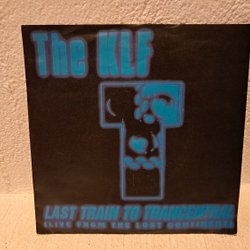 The KLF
LAST TRAIN TO TRANCENTRAL
(LIVE FROM THE LOST CONTINENT)